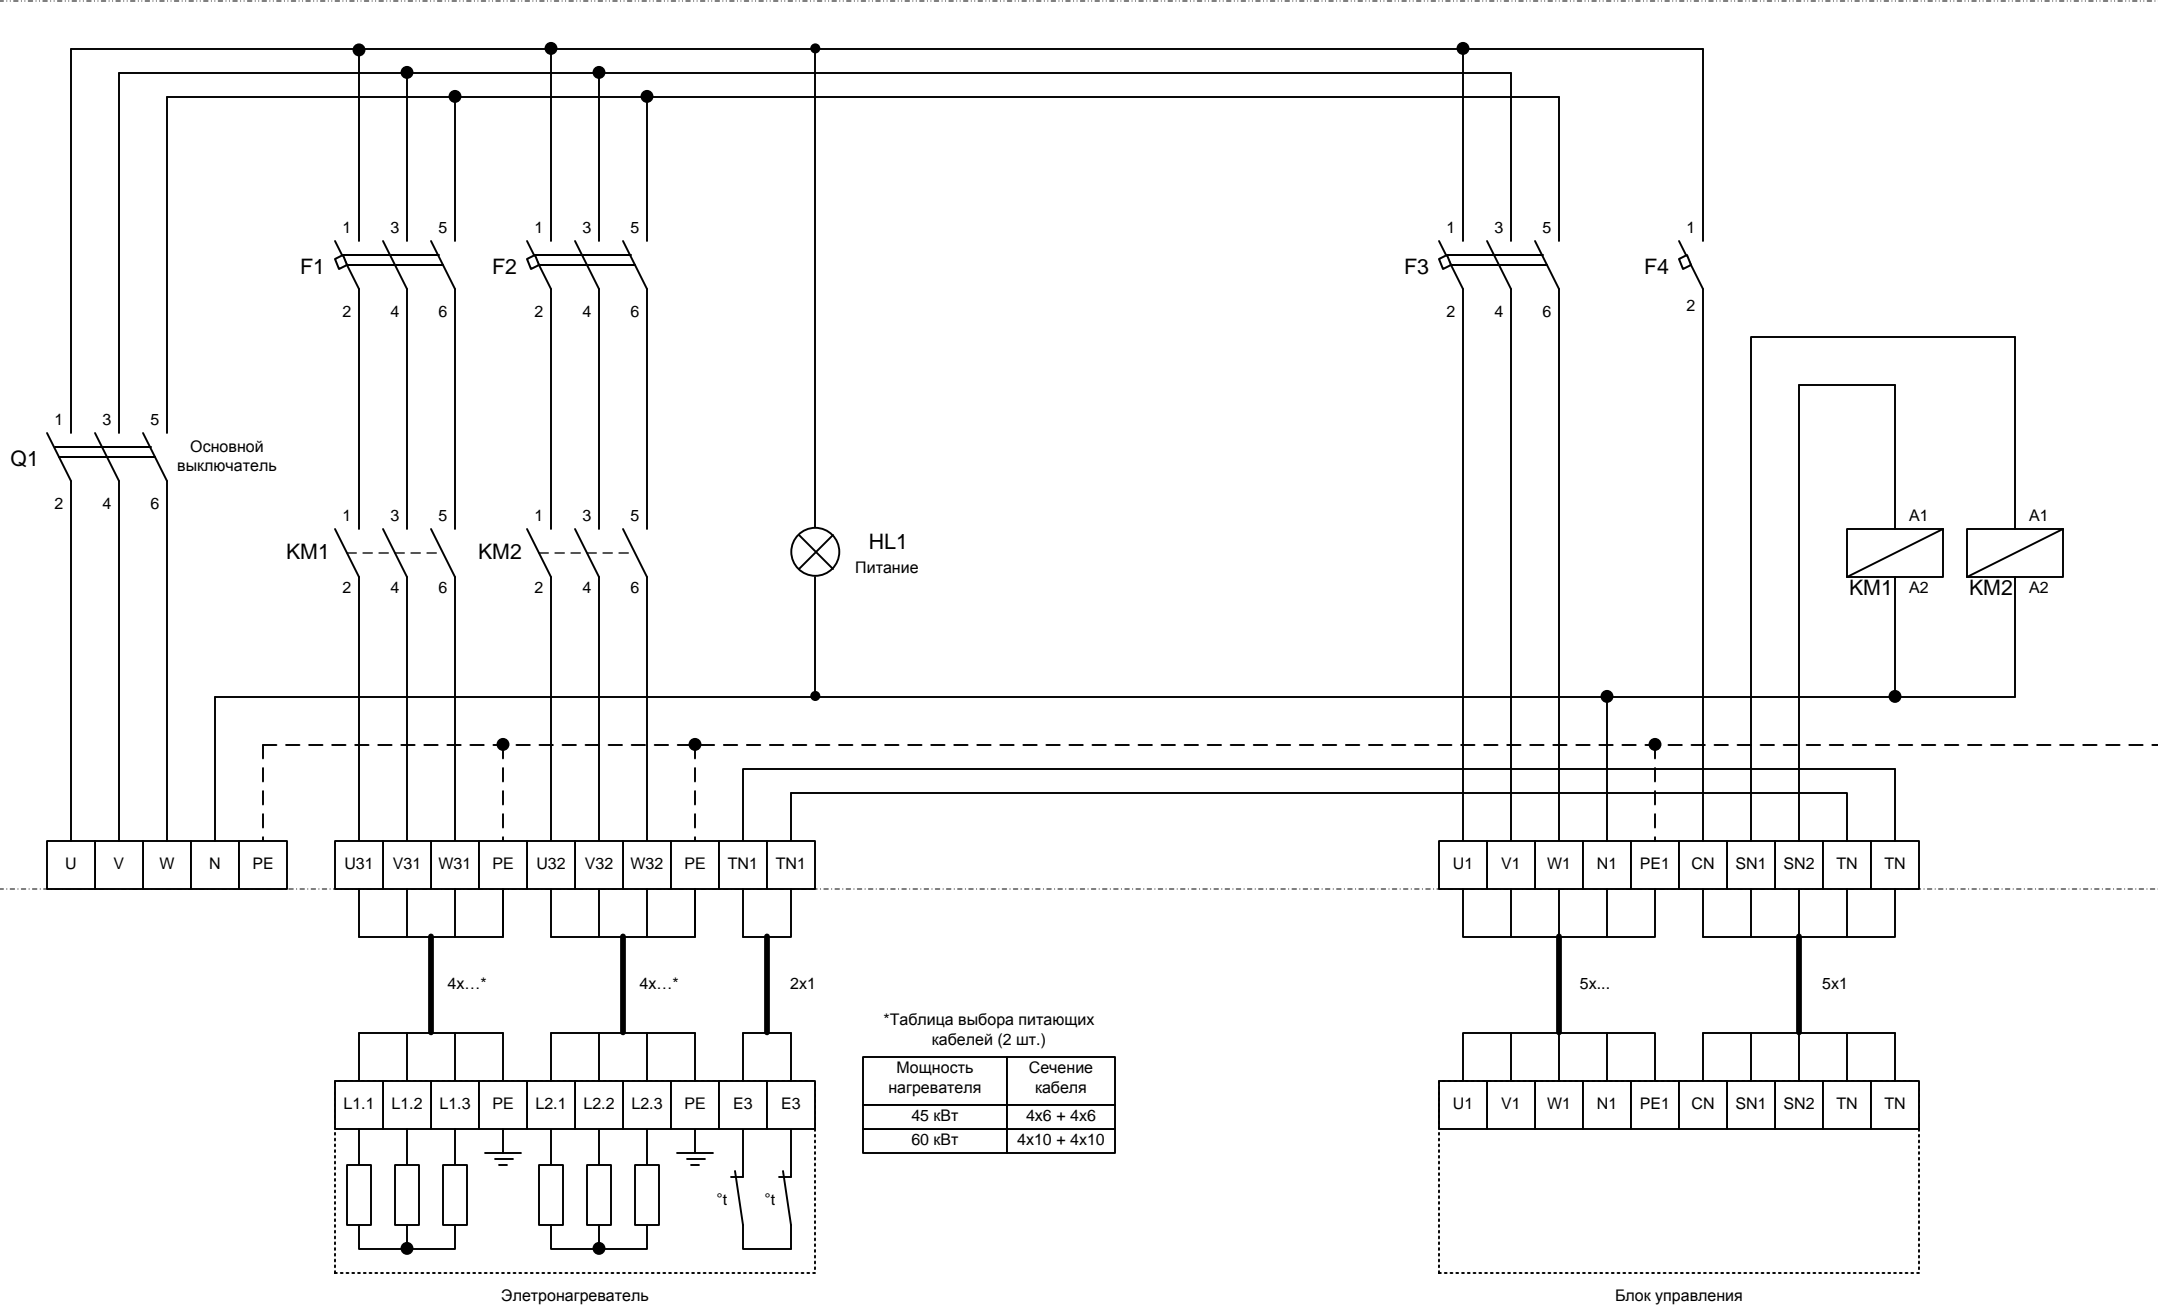 1 3 5 1 3 5 1 3 5 1
F1 F2 F3 F4
2 4 6 2 4 6 2 4 6 2
1 3 5
Q1 Основной
выключатель
2 4 6
1 3 5 1 3 5 A1 A1
KM1 KM2 HL1
Питание
2 4 6 2 4 6 KM1 A2 KM2 A2
U V W N PE U31 V31 W31 PE U32 V32 W32 PE TN1 TN1 U1 V1 W1 N1 PE1 CN SN1 SN2 TN TN
4x…* 4x…* 2x1 5x... 5x1
*Таблица выбора питающих
кабелей (2 шт.)
Мощность
нагревателя
Сечение
кабеля
45 кВт 4x6 + 4x6
60 кВт 4x10 + 4x10
L1.1 L1.2 L1.3 PE L2.1 L2.2 L2.3 PE E3 E3 U1 V1 W1 N1 PE1 CN SN1 SN2 TN TN
°t °t
Элетронагреватель Блок управления